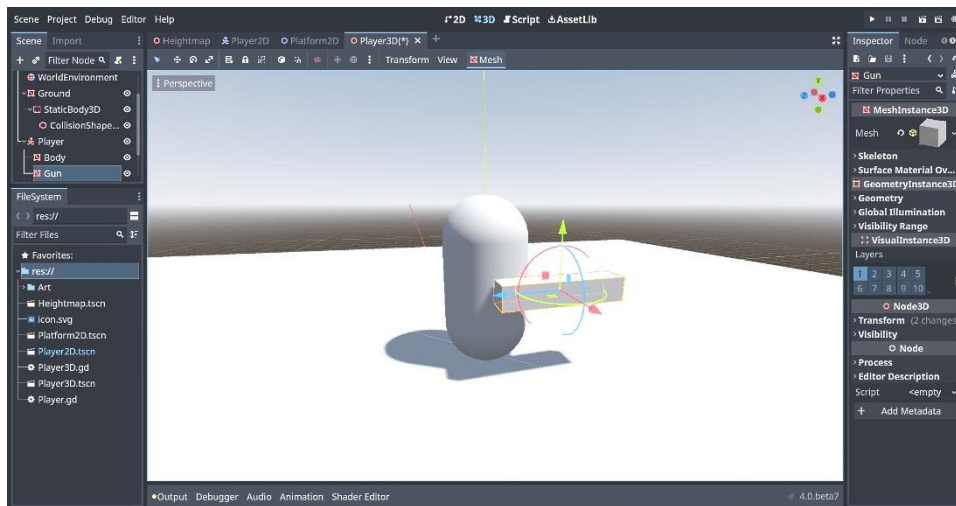 Scene Project Debug Editor Help
2D 3D Script AssetLib
Scene Import
Heightmap Player2D Platform2D Player3D(*)
Inspector Node
Filter Node
Transform View Mesh
WorldEnvironment
Ground
StaticBody3D
CollisionShape...
Player
Body
Gun
FileSystem
res://
Filter Files
Favorites:
res://
Art
Heightmap.tscn
icon.svg
Platform2D.tscn
Player2D.tscn
Player3D.gd
Player3D.tscn
Player.gd
Perspective
Y
Z
X
Output Debugger Audio Animation Shader Editor
4.0.beta7
Gun
Filter Properties
MeshInstance3D
Mesh
Skeleton
Surface Material Ov...
GeometryInstance3D
Geometry
Global Illumination
Visibility Range
VisualInstance3D
Layers
1 2 3 4 5
6 7 8 9 10
Node3D
Transform (2 changes
Visibility
Node
Process
Editor Description
Script <empty
Add Metadata